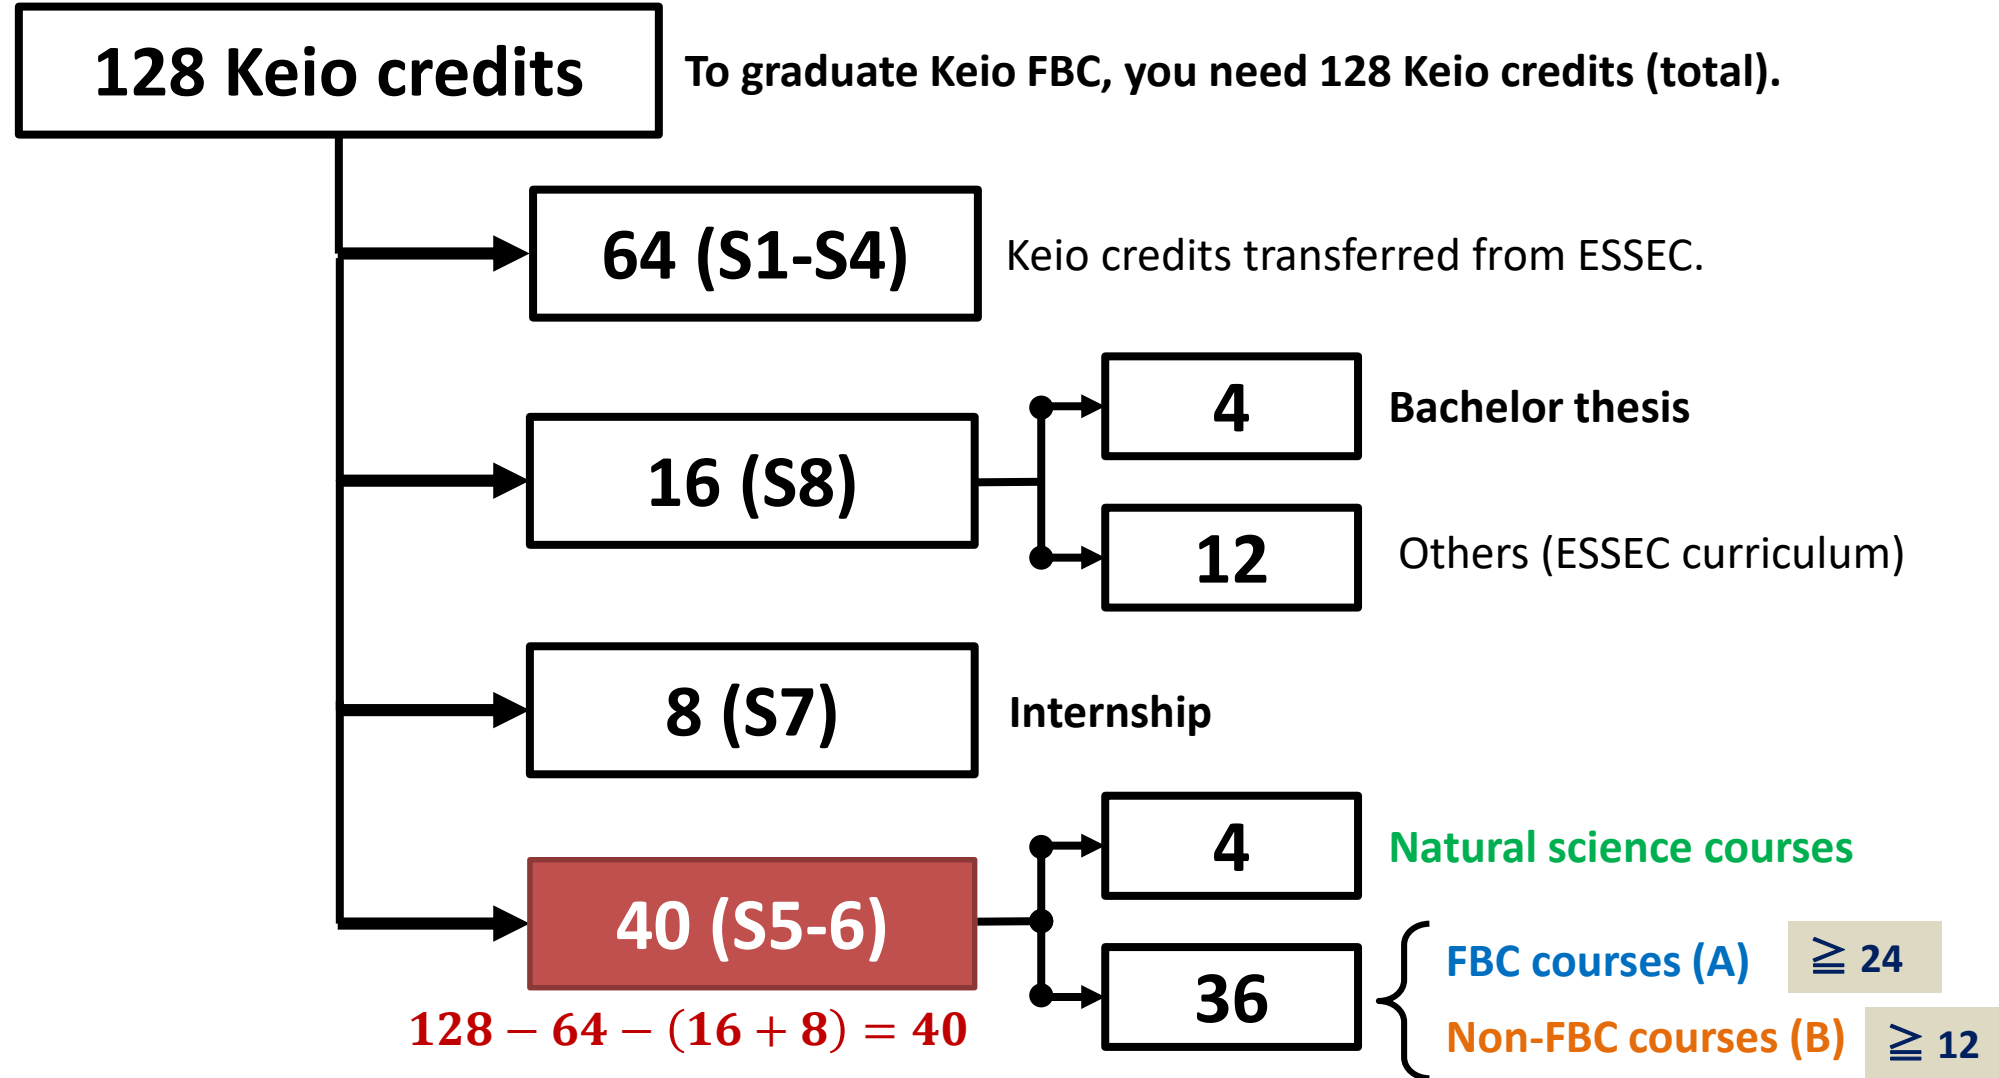 128 Keio credits
To graduate Keio FBC, you need 128 Keio credits (total).
64 (S1-S4)
Keio credits transferred from ESSEC.
16 (S8)
4
Bachelor thesis
12
Others (ESSEC curriculum)
8 (S7)
Internship
40 (S5-6)
128 − 64 − (16 + 8) = 40
4
Natural science courses
36
FBC courses (A)
≧ 24
Non-FBC courses (B)
≧ 12